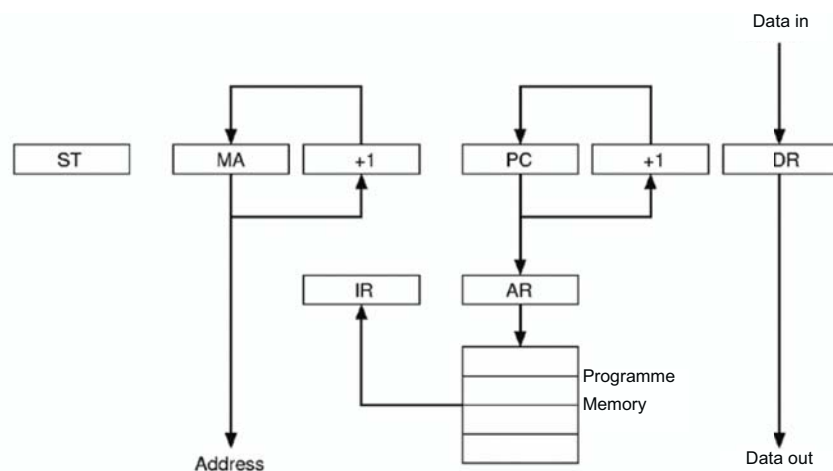 Data in
ST
MA
+1
PC
+1
DR
IR
AR
Programme
Memory
Address
Data out